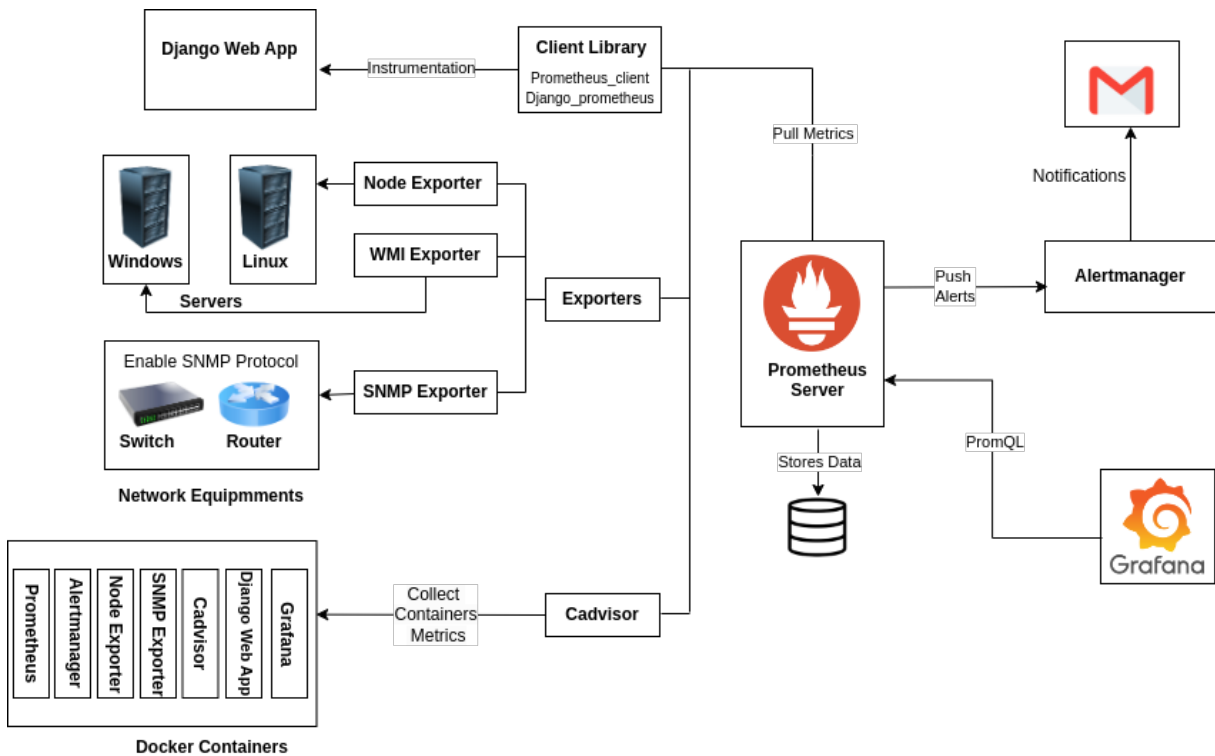 Django Web App
Instrumentation
Client Library
Prometheus_client
Django_prometheus
Pull Metrics
Notifications
Windows
Linux
Servers
Node Exporter
WMI Exporter
Exporters
SNMP Exporter
Enable SNMP Protocol
Switch
Router
Network Equipmments
Prometheus
Server
Push
Alerts
Alertmanager
PromQL
Stores Data
Grafana
Prometheus
Alertmanager
Node Exporter
SNMP Exporter
Cadvisor
Django Web App
Grafana
Docker Containers
Collect
Containers
Metrics
Cadvisor